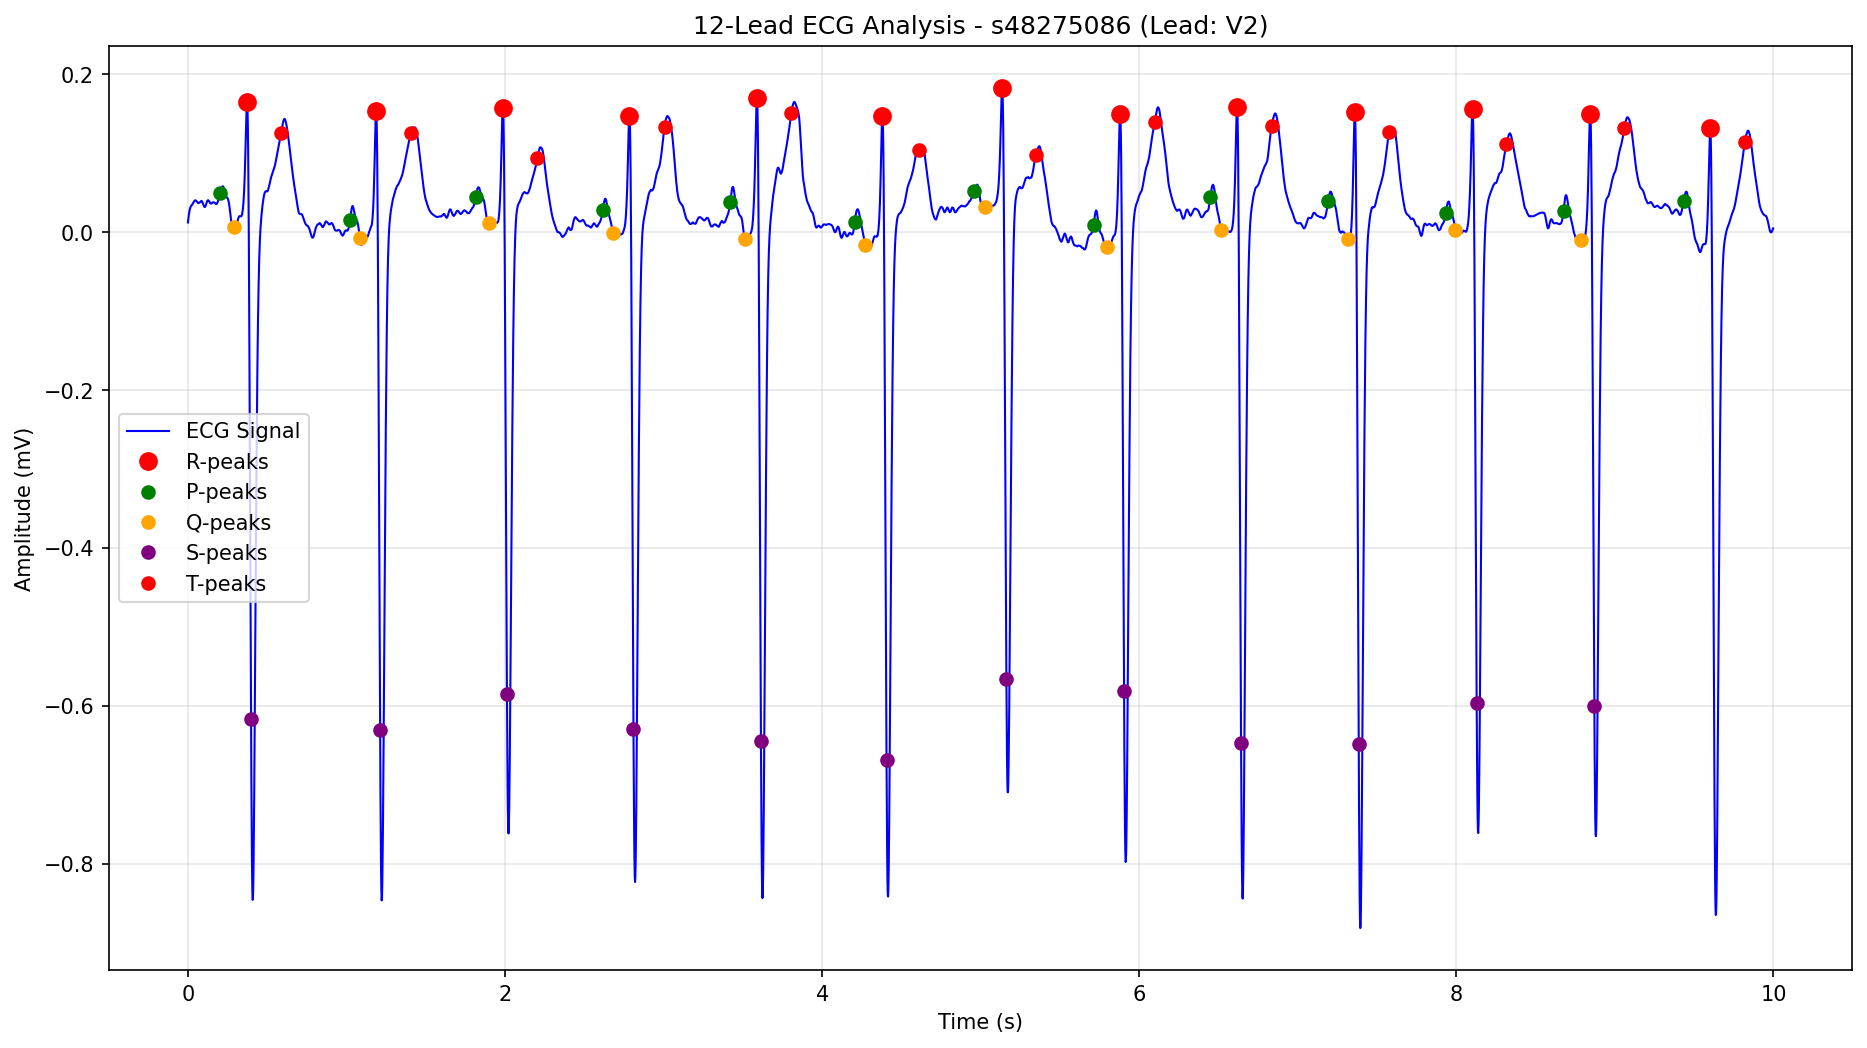 12-Lead ECG Analysis - s48275086 (Lead: V2)
0.2
0.0
−0.2
−0.4
−0.6
−0.8
Amplitude (mV)
ECG Signal
R-peaks
P-peaks
Q-peaks
S-peaks
T-peaks
0 2 4 6 8 10
Time (s)